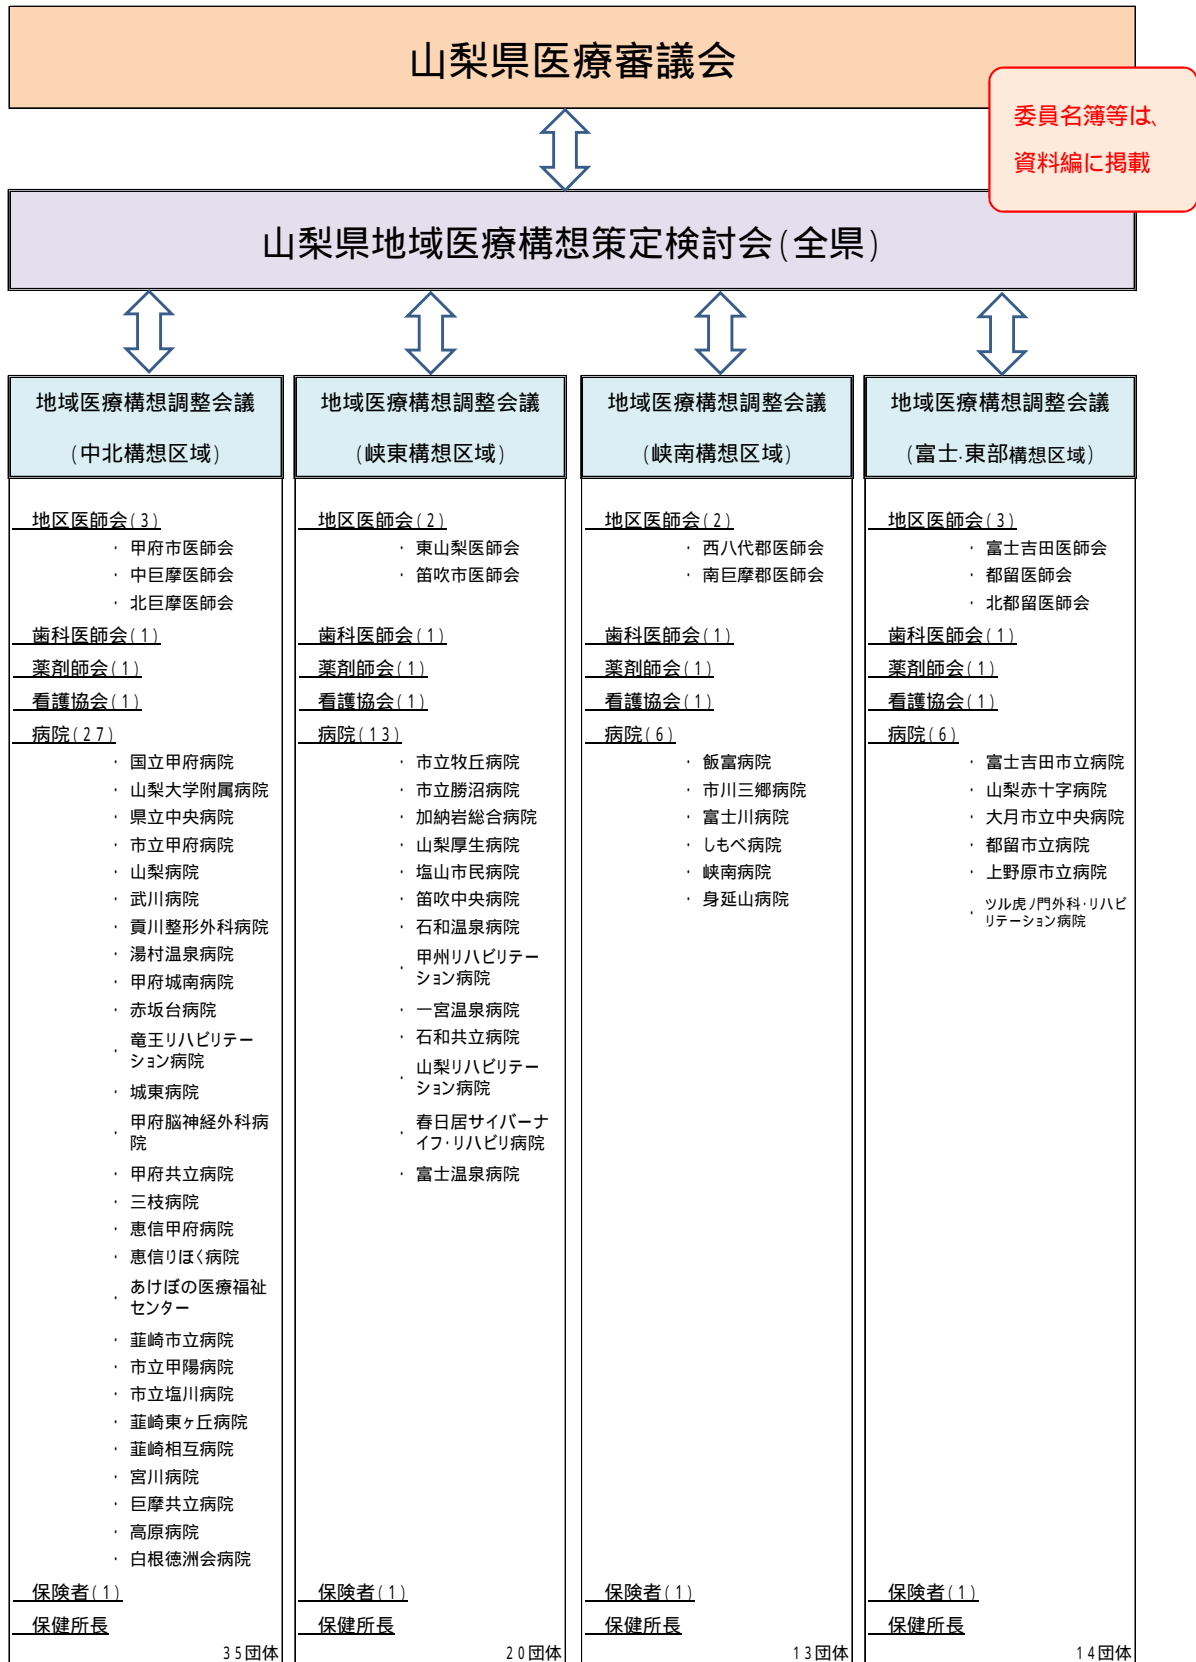 山梨県医療審議会
委員名簿等は、
資料編に掲載
山梨県地域医療構想策定検討会(全県)
地域医療構想調整会議
(中北構想区域)
地区医師会(3)
・ 甲府市医師会
・ 中巨摩医師会
・ 北巨摩医師会
歯科医師会(1)
薬剤師会(1)
看護協会(1)
病院(27)
・ 国立甲府病院
・ 山梨大学附属病院
・ 県立中央病院
・ 市立甲府病院
・ 山梨病院
・ 武川病院
・ 貢川整形外科病院
・ 湯村温泉病院
・ 甲府城南病院
・ 赤坂台病院
・ 竜王リハビリテー
ション病院
・ 城東病院
・ 甲府脳神経外科病
院
・ 甲府共立病院
・ 三枝病院
・ 恵信甲府病院
・ 恵信りほく病院
・ あけぼの医療福祉
センター
・ 韮崎市立病院
・ 市立甲陽病院
・ 市立塩川病院
・ 韮崎東ヶ丘病院
・ 韮崎相互病院
・ 宮川病院
・ 巨摩共立病院
・ 高原病院
・ 白根徳洲会病院
保険者(1)
保健所長
35団体
地域医療構想調整会議
(峡東構想区域)
地区医師会(2)
・ 東山梨医師会
・ 笛吹市医師会
歯科医師会(1)
薬剤師会(1)
看護協会(1)
病院(13)
・ 市立牧丘病院
・ 市立勝沼病院
・ 加納岩総合病院
・ 山梨厚生病院
・ 塩山市民病院
・ 笛吹中央病院
・ 石和温泉病院
・ 甲州リハビリテー
ション病院
・ 一宮温泉病院
・ 石和共立病院
・ 山梨リハビリテー
ション病院
・ 春日居サイバーナ
イフ・リハビリ病院
・ 富士温泉病院
保険者(1)
保健所長
20団体
地域医療構想調整会議
(峡南構想区域)
地区医師会(2)
・ 西八代郡医師会
・ 南巨摩郡医師会
歯科医師会(1)
薬剤師会(1)
看護協会(1)
病院(6)
・ 飯富病院
・ 市川三郷病院
・ 富士川病院
・ しもべ病院
・ 峡南病院
・ 身延山病院
保険者(1)
保健所長
13団体
地域医療構想調整会議
(富士・東部構想区域)
地区医師会(3)
・ 富士吉田医師会
・ 都留医師会
・ 北都留医師会
歯科医師会(1)
薬剤師会(1)
看護協会(1)
病院(6)
・ 富士吉田市立病院
・ 山梨赤十字病院
・ 大月市立中央病院
・ 都留市立病院
・ 上野原市立病院
・ ツル虎ノ門外科・リハビ
リテーション病院
保険者(1)
保健所長
14団体